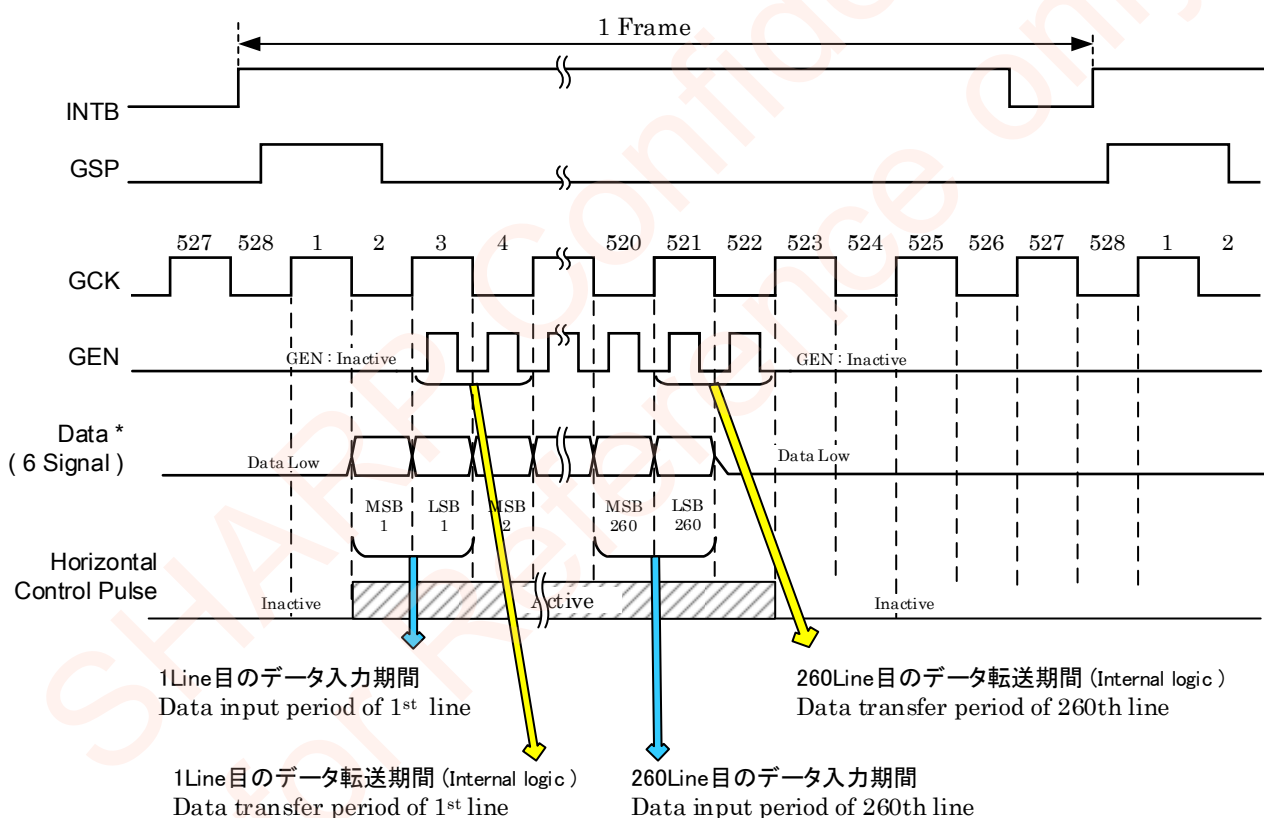 1 Frame
INTB
GSP
527 528 1 2 3 4 520 521 522 523 524 525 526 527 528 1 2
GCK
GEN
GEN : Inactive
GEN : Inactive
Data *
( 6 Signal )
Data Low
Data Low
MSB 1
LSB 1
MSB 2
MSB 260
LSB 260
Horizontal
Control Pulse
Inactive
Active
Inactive
1Line目のデータ入力期間
Data input period of 1st line
260Line目のデータ転送期間 (Internal logic )
Data transfer period of 260th line
1Line目のデータ転送期間 (Internal logic )
Data transfer period of 1st line
260Line目のデータ入力期間
Data input period of 260th line